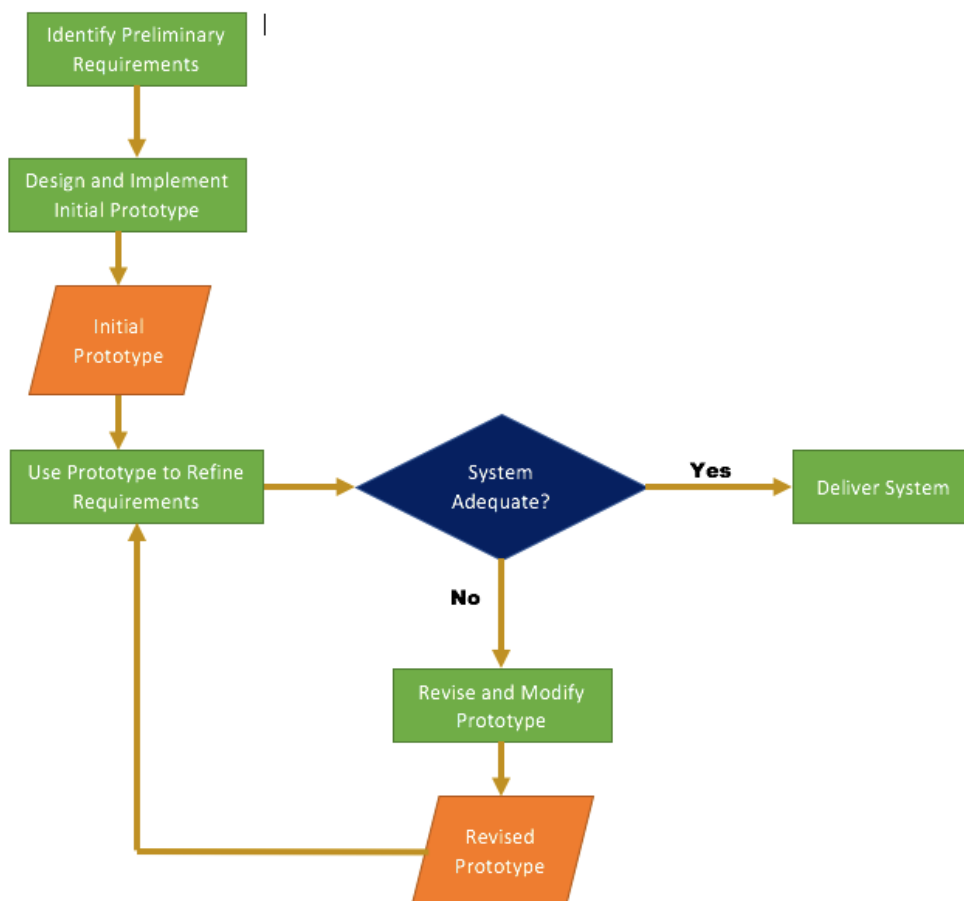 Identify Preliminary
Requirements
Design and Implement
Initial Prototype
Initial
Prototype
Use Prototype to Refine
Requirements
System
Adequate?
Yes
Deliver System
No
Revise and Modify
Prototype
Revised
Prototype